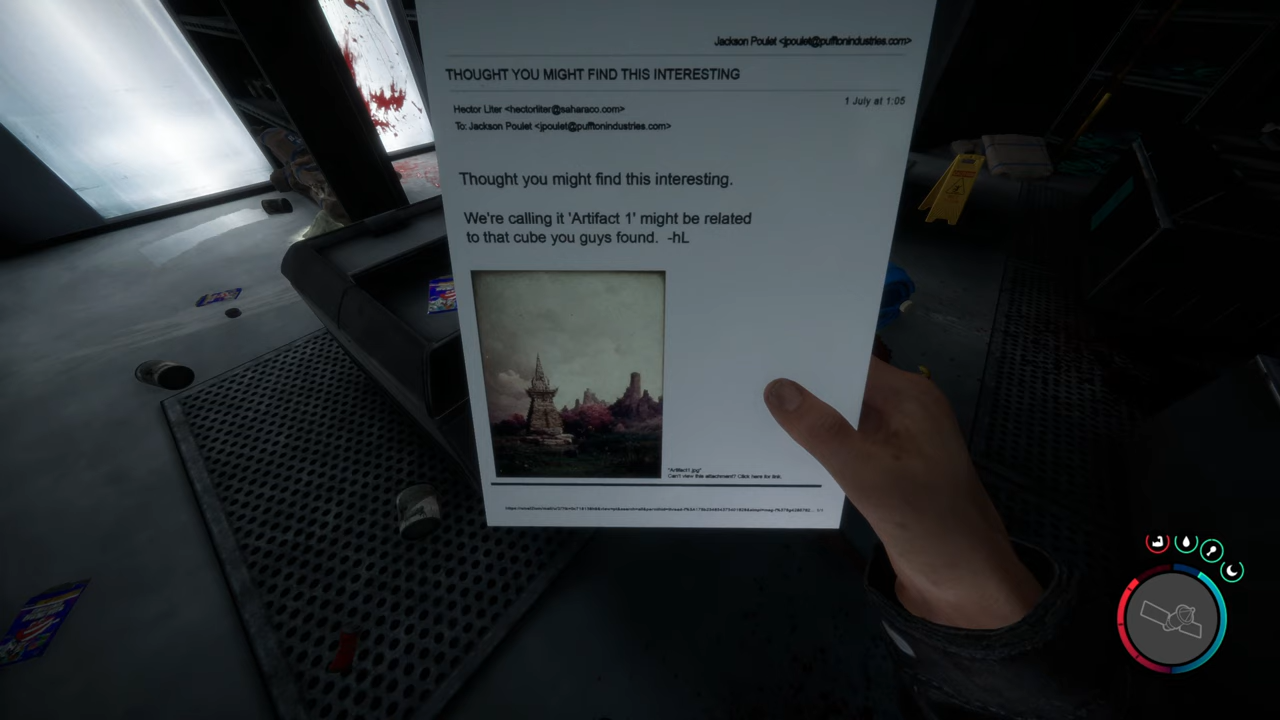 Jackson Poulet <jpoulet@pufftonindustries.com>
THOUGHT YOU MIGHT FIND THIS INTERESTING
1 July at 1:05
Hector Liter <hectorliter@saharaco.com>
To: Jackson Poulet <jpoulet@pufftonindustries.com>
Thought you might find this interesting.
We're calling it 'Artifact 1' might be related
to that cube you guys found. -hL
"Artifact1.jpg"
Can't view this attachment? Click here for link.